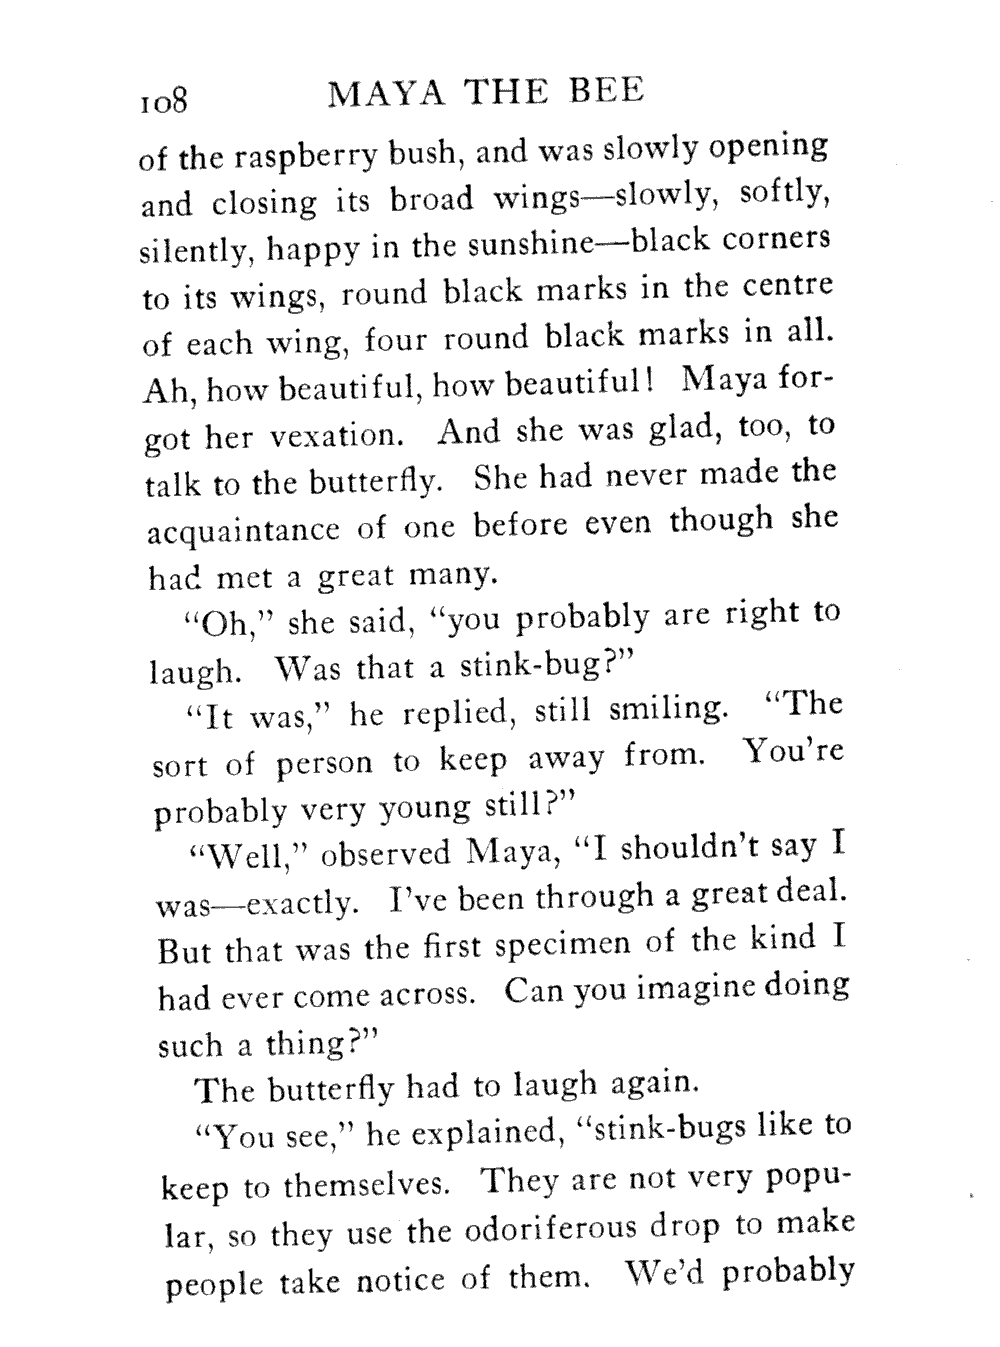 108 MAYA THE BEE
of the raspberry bush, and was slowly opening
and closing its broad wings—slowly, softly,
silently, happy in the sunshine—black corners
to its wings, round black marks in the centre
of each wing, four round black marks in all.
Ah, how beautiful, how beautiful! Maya for-
got her vexation. And she was glad, too, to
talk to the butterfly. She had never made the
acquaintance of one before even though she
had met a great many.
“Oh,” she said, “you probably are right to
laugh. Was that a stink-bug?”
“It was,” he replied, still smiling. “The
sort of person to keep away from. You’re
probably very young still?”
“Well,” observed Maya, “I shouldn’t say I
was—exactly. I’ve been through a great deal.
But that was the first specimen of the kind I
had ever come across. Can you imagine doing
such a thing?”
The butterfly had to laugh again.
“You see,” he explained, “stink-bugs like to
keep to themselves. They are not very popu-
lar, so they use the odoriferous drop to make
people take notice of them. We’d probably